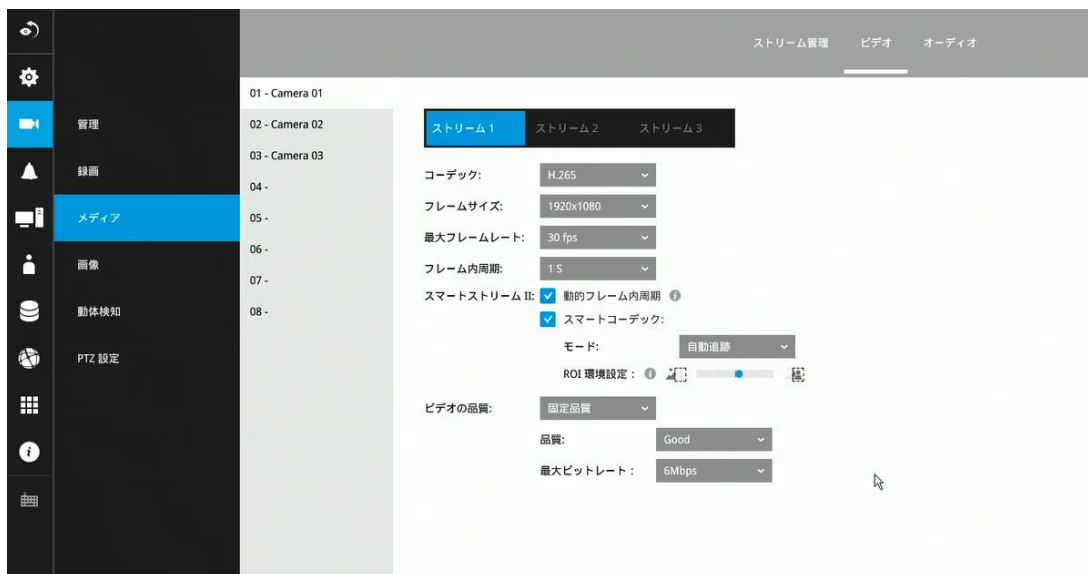 ストリーム管理 ビデオ オーディオ
管理
録画
メディア
画像
動体検知
PTZ 設定
01 - Camera 01
02 - Camera 02
03 - Camera 03
04 -
05 -
06 -
07 -
08 -
ストリーム 1 ストリーム 2 ストリーム 3
コーデック: H.265
フレームサイズ: 1920x1080
最大フレームレート: 30 fps
フレーム内周期: 1 S
スマートストリーム II: 動的フレーム内周期 i
スマートコーデック:
モード: 自動追跡
ROI 環境設定： i
ビデオの品質: 固定品質
品質: Good
最大ビットレート： 6Mbps
i